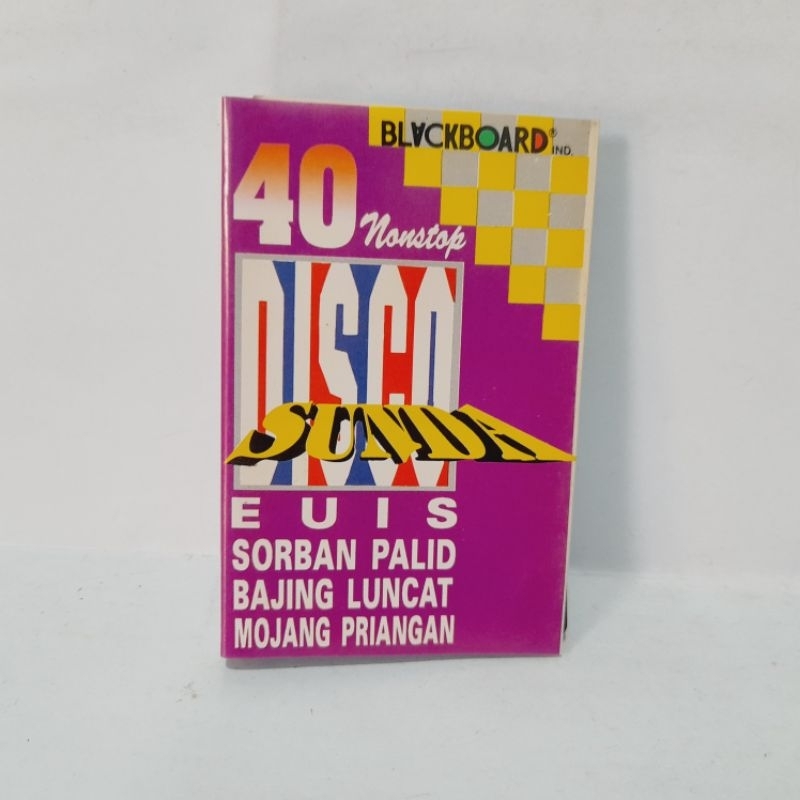 BLACKBOARD® IND.
40 Nonstop
DISCO
SUNDA
EUIS
SORBAN PALID
BAJING LUNCAT
MOJANG PRIANGAN